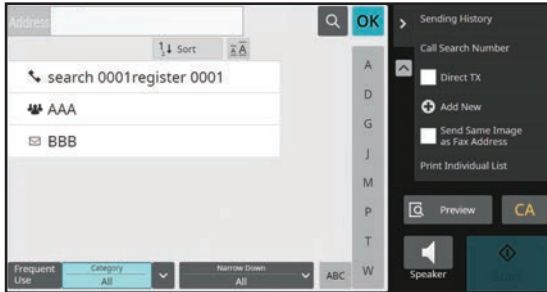 Address
OK
Sort
A A
search 0001register 0001
AAA
BBB
A
D
G
J
M
P
T
W
Frequent
Use
Category
All
Narrow Down
All
ABC
Sending History
Call Search Number
Direct TX
Add New
Send Same Image
as Fax Address
Print Individual List
Preview
CA
Speaker
Start